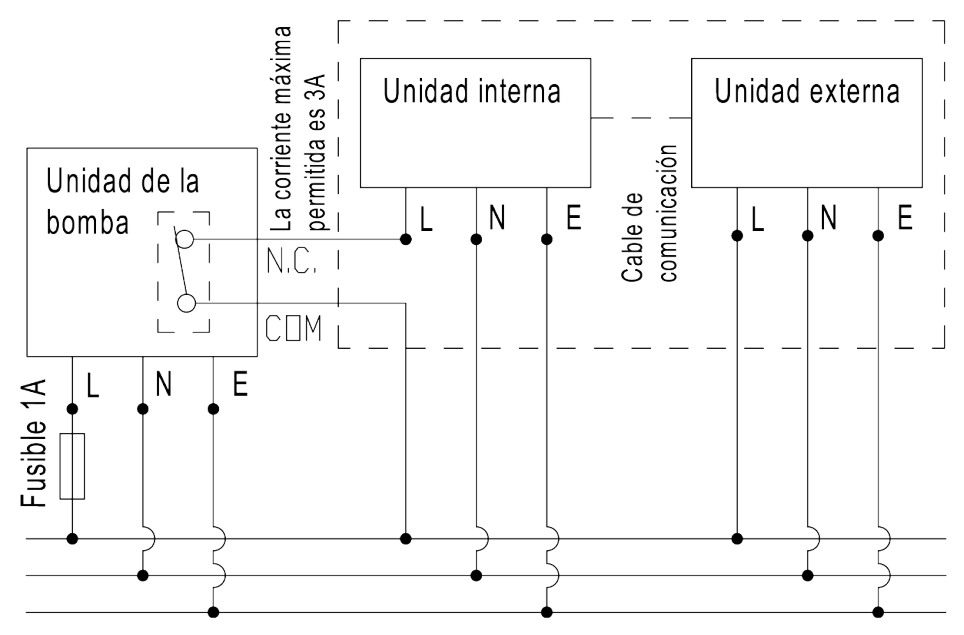 La corriente máxima
permitida es 3A
Unidad interna
Unidad externa
Unidad de la
bomba
Cable de
comunicación
L
N
E
L
N
E
N.C.
COM
L
N
E
Fusible 1A